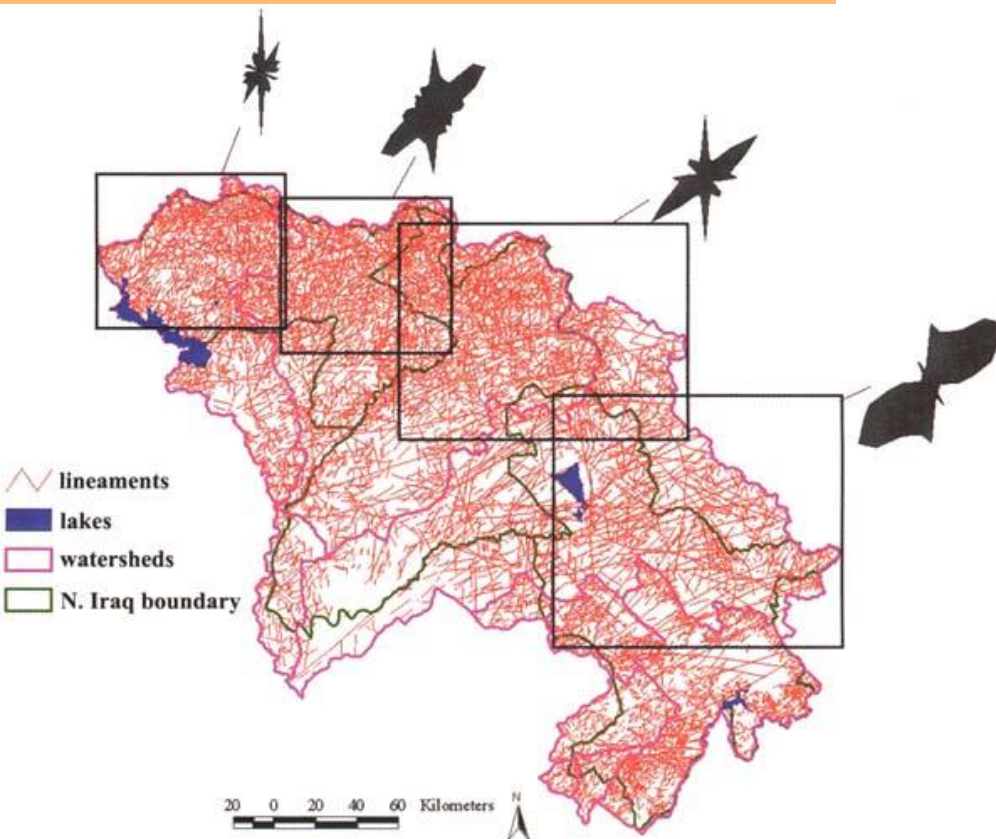 lineaments
lakes
watersheds
N. Iraq boundary
20 0 20 40 60 Kilometers
N